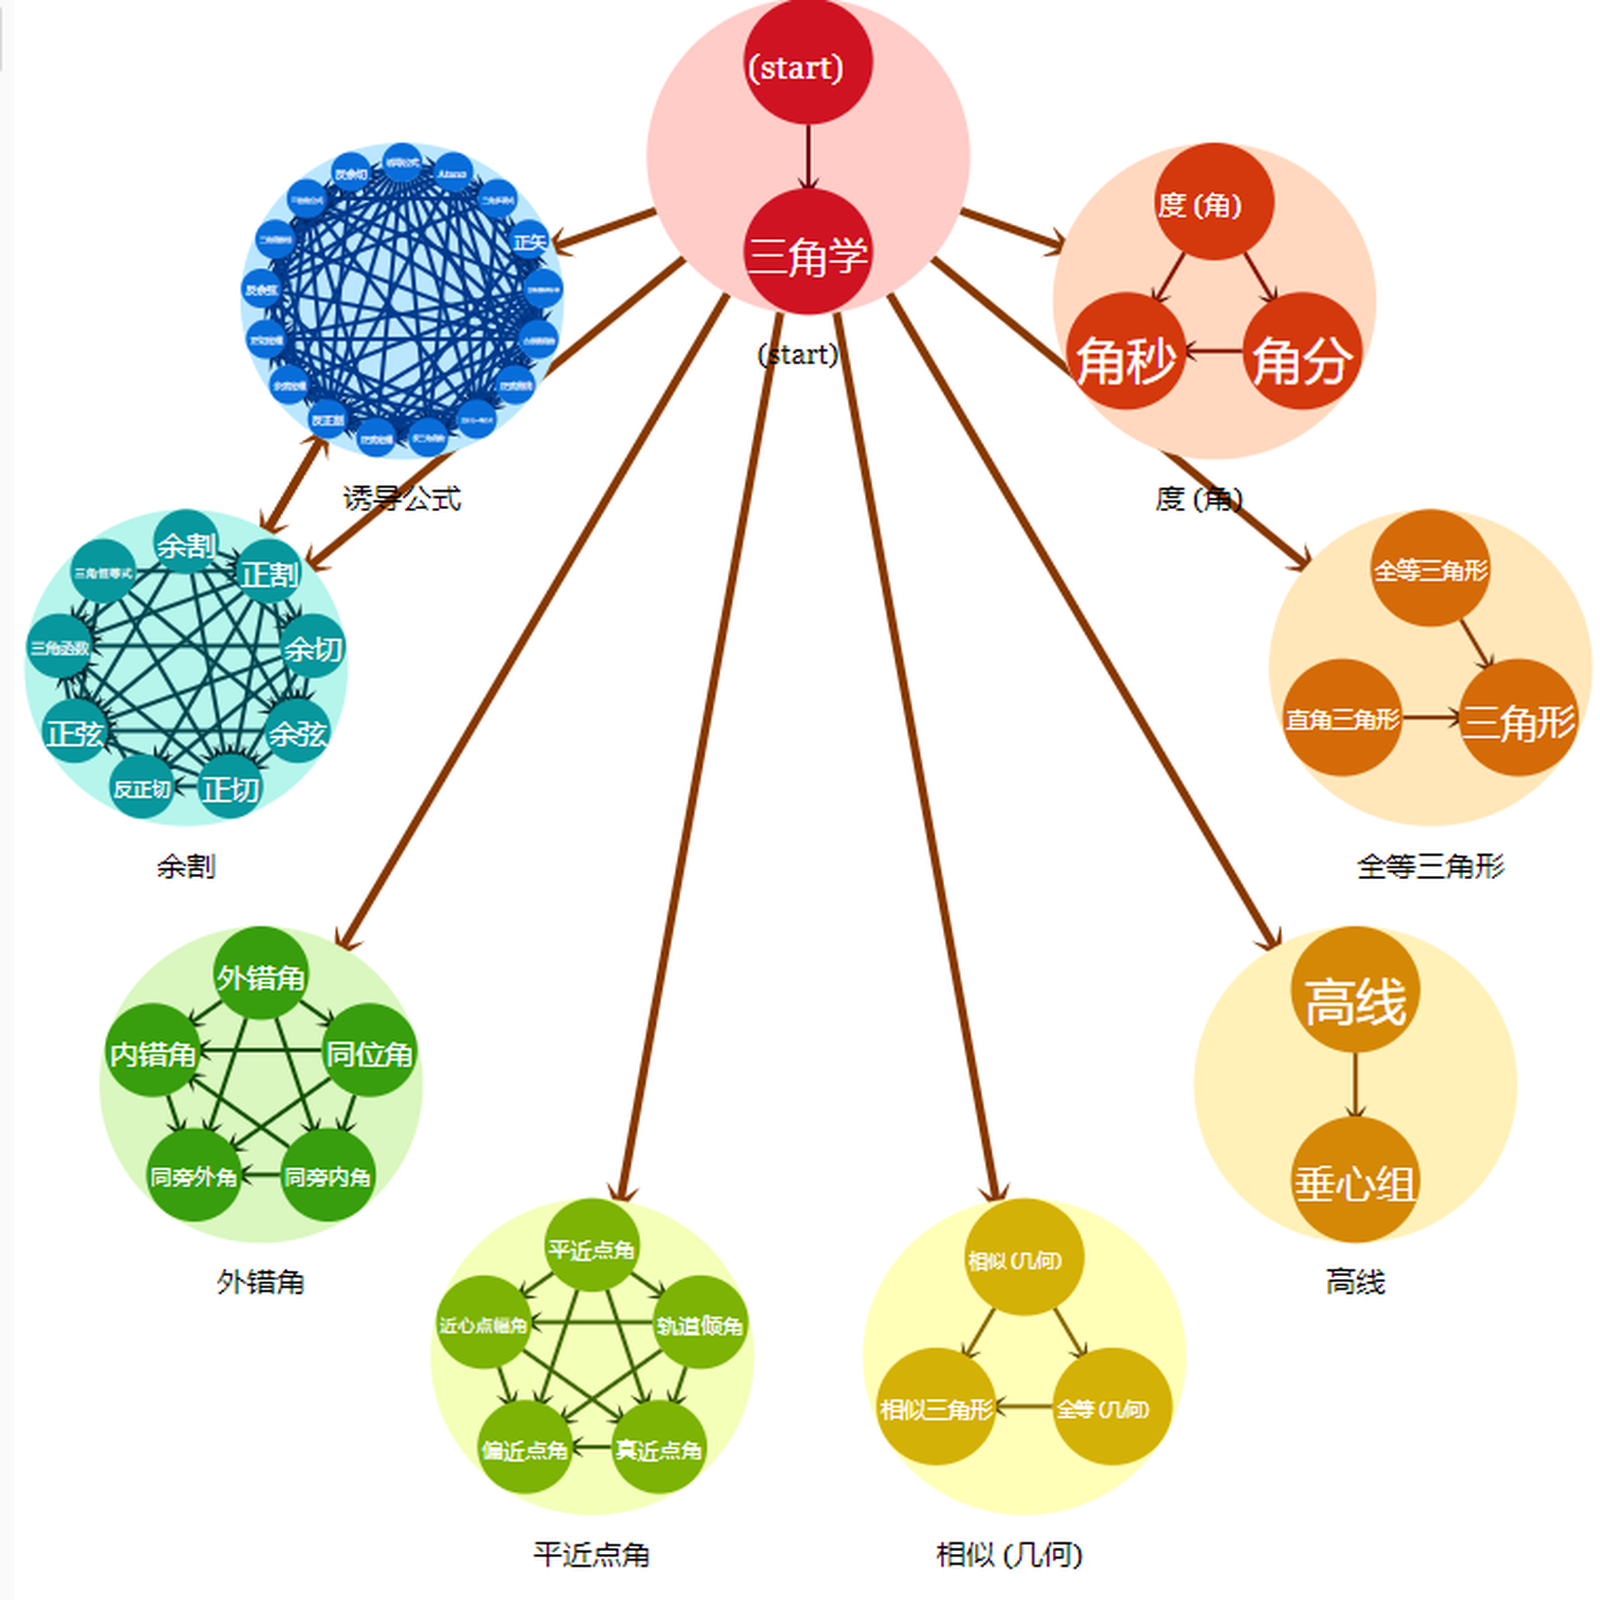 (start)
三角学
(start)
诱导公式
反余切
正矢
反余弦
反正割
诱导公式
度 (角)
角秒
角分
度 (角)
余割
正割
三角恒等式
余切
三角函数
余弦
正弦
正切
反正切
余割
全等三角形
直角三角形
三角形
全等三角形
外错角
内错角
同位角
同旁外角
同旁内角
外错角
高线
垂心组
高线
平近点角
近心点幅角
轨道倾角
偏近点角
真近点角
平近点角
相似 (几何)
相似三角形
全等 (几何)
相似 (几何)